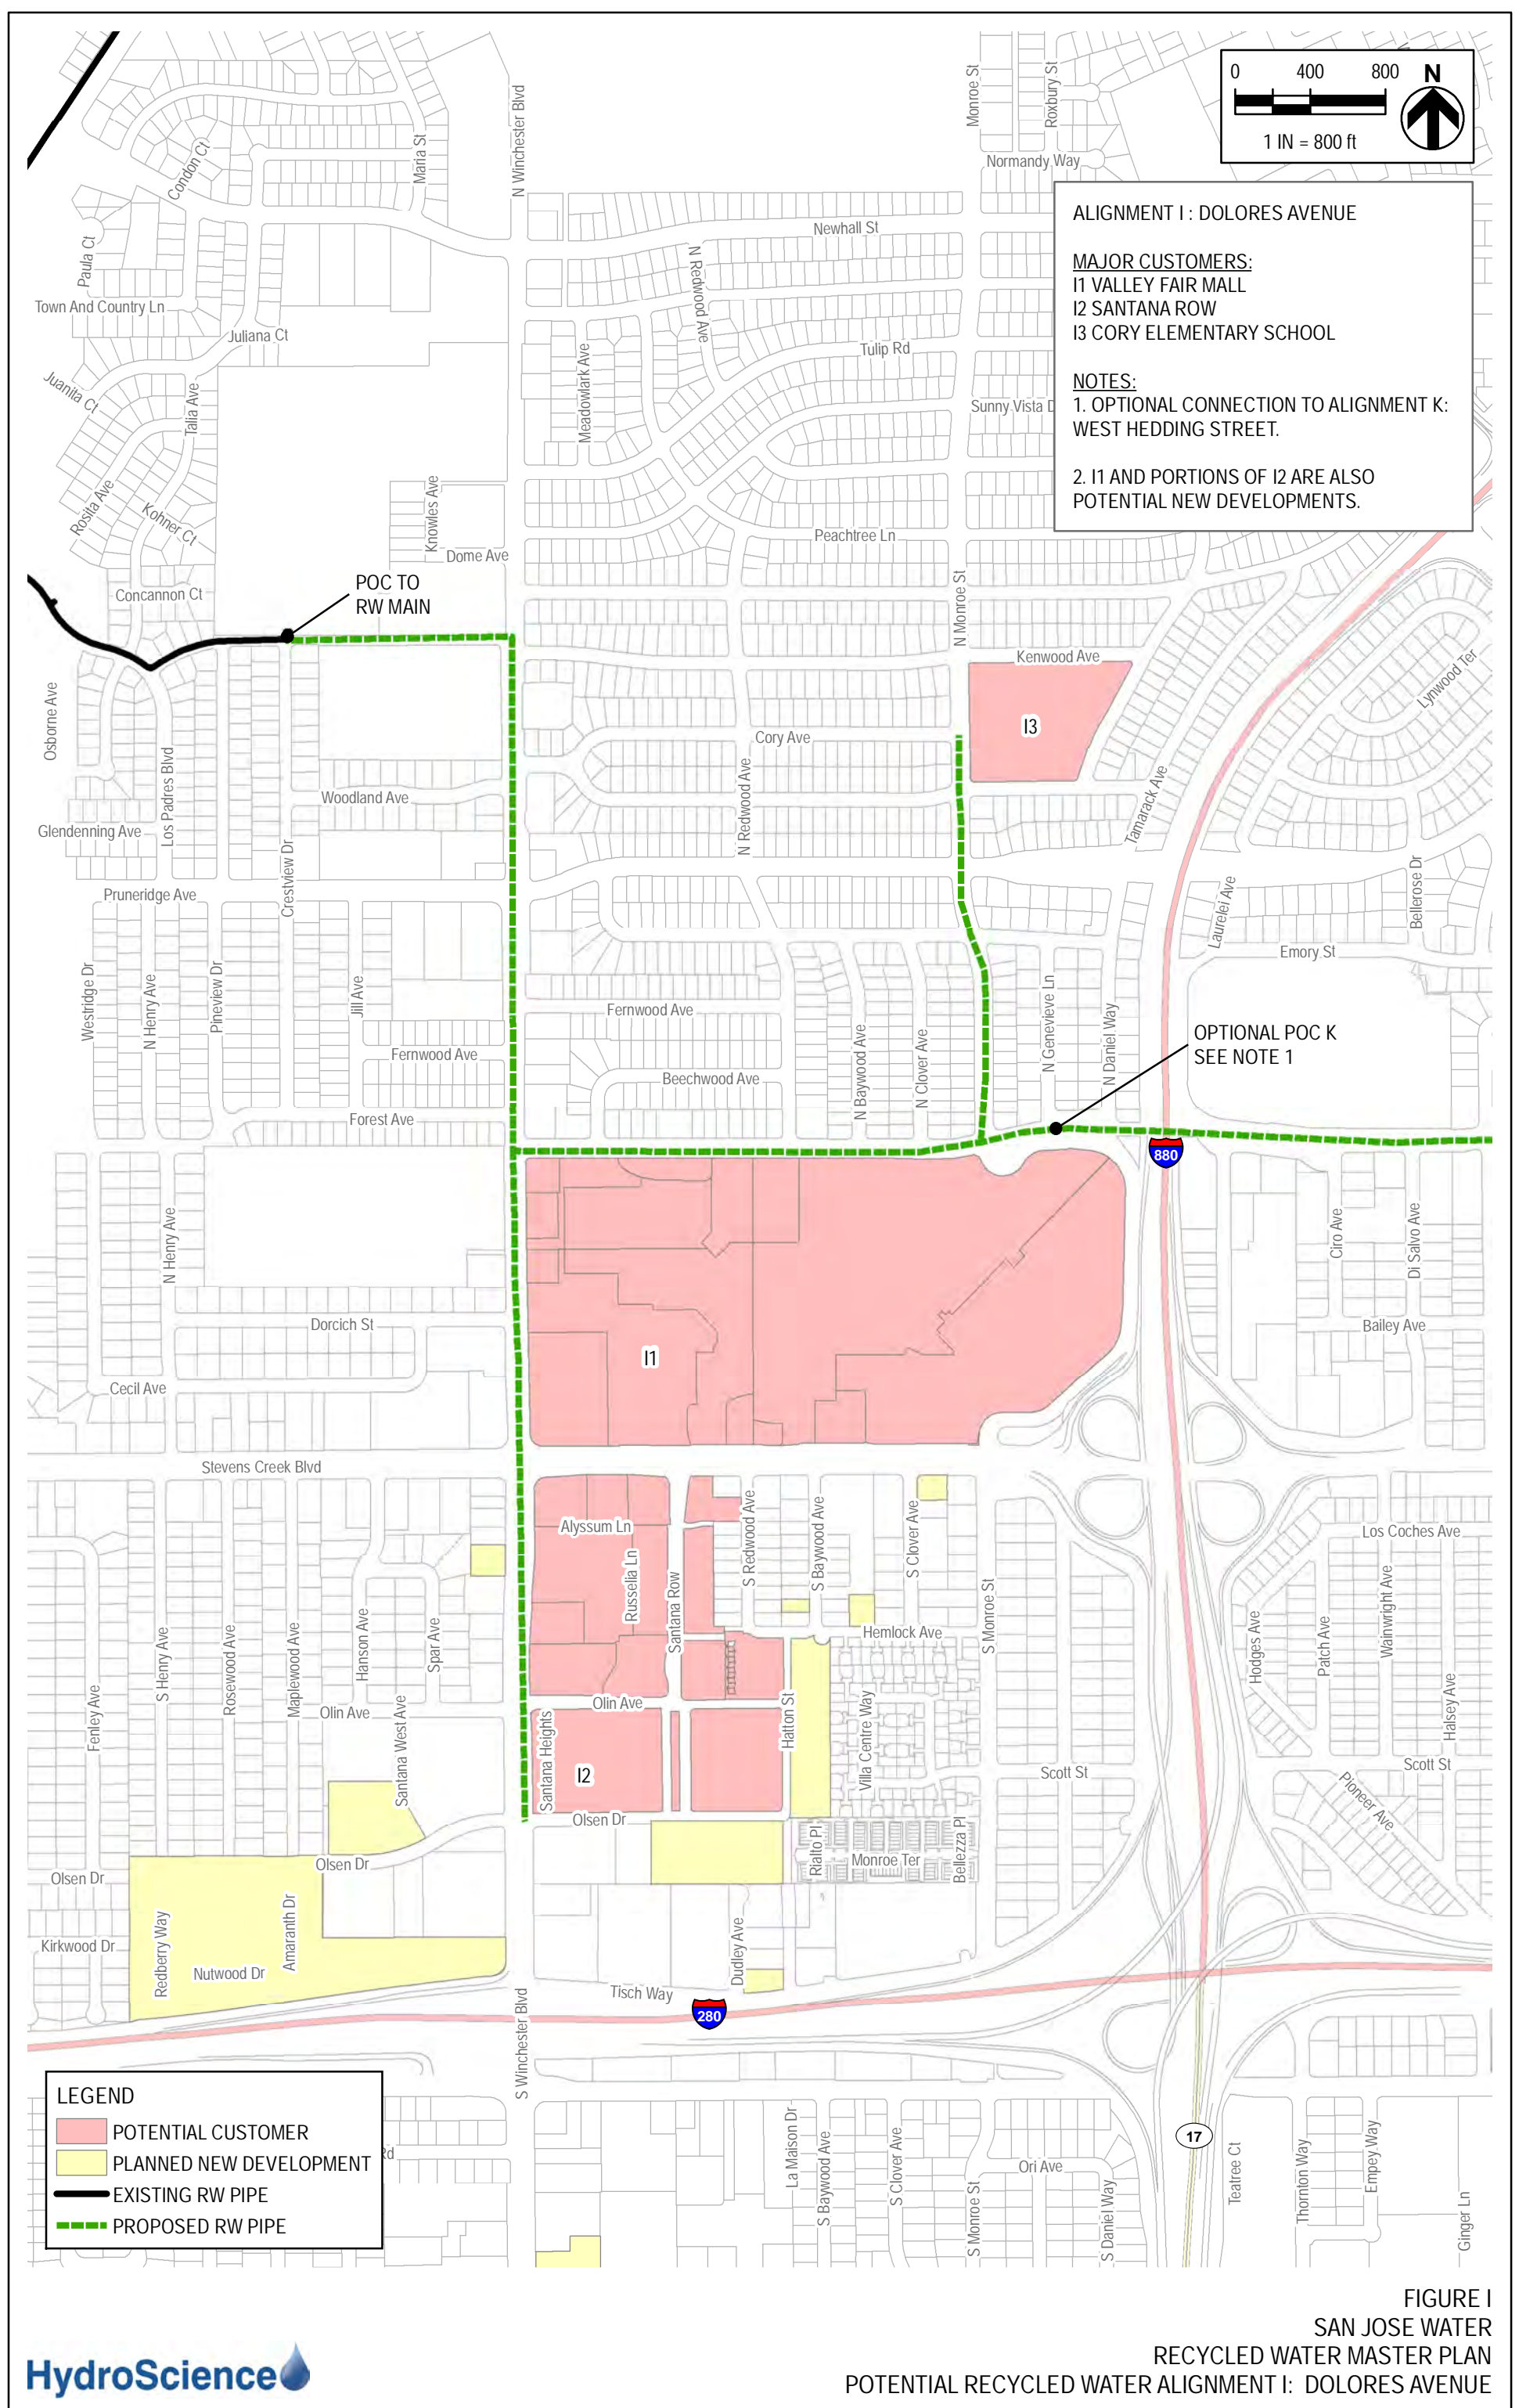 0 400 800 N
1 IN = 800 ft
ALIGNMENT I : DOLORES AVENUE
MAJOR CUSTOMERS:
I1 VALLEY FAIR MALL
I2 SANTANA ROW
I3 CORY ELEMENTARY SCHOOL
NOTES:
1. OPTIONAL CONNECTION TO ALIGNMENT K:
WEST HEDDING STREET.
2. I1 AND PORTIONS OF I2 ARE ALSO
POTENTIAL NEW DEVELOPMENTS.
Monroe St
Roxbury St
Normandy Way
N Winchester Blvd
Maria St
Condon Ct
Paula Ct
Town And Country Ln
Juliana Ct
Juanita Ct
Talia Ave
Rosita Ave
Kohner Ct
Concannon Ct
Knowles Ave
Dome Ave
Newhall St
N Redwood Ave
Meadowlark Ave
Tulip Rd
Sunny Vista D
Peachtree Ln
N Monroe St
POC TO
RW MAIN
Kenwood Ave
I3
Lynwood Ter
Osborne Ave
Los Padres Blvd
Cory Ave
Woodland Ave
Glendenning Ave
N Redwood Ave
Tamarack Ave
Crestview Dr
Pruneridge Ave
Laurelei Ave
Bellerose Dr
Emory St
Westridge Dr
N Henry Ave
Pineview Dr
Jill Ave
Fernwood Ave
Fernwood Ave
Beechwood Ave
N Baywood Ave
N Clover Ave
N Genevieve Ln
N Daniel Way
OPTIONAL POC K
SEE NOTE 1
Forest Ave
880
N Henry Ave
Ciro Ave
Di Salvo Ave
Dorcich St
Bailey Ave
I1
Cecil Ave
Stevens Creek Blvd
Alyssum Ln
Russelia Ln
Santana Row
S Redwood Ave
S Baywood Ave
S Clover Ave
S Monroe St
Los Coches Ave
Hemlock Ave
Fenley Ave
S Henry Ave
Rosewood Ave
Maplewood Ave
Hanson Ave
Spar Ave
Hodges Ave
Patch Ave
Wainwright Ave
Halsey Ave
Olin Ave
Olin Ave
Santana West Ave
Santana Heights
Hatton St
Villa Centre Way
I2
Scott St
Scott St
Pioneer Ave
Olsen Dr
Olsen Dr
Olsen Dr
Rialto Pl
Monroe Ter
Bellezza Pl
Kirkwood Dr
Redberry Way
Amaranth Dr
Nutwood Dr
Dudley Ave
Tisch Way
280
S Winchester Blvd
LEGEND
POTENTIAL CUSTOMER
PLANNED NEW DEVELOPMENT
EXISTING RW PIPE
PROPOSED RW PIPE
Rd
La Maison Dr
S Baywood Ave
S Clover Ave
S Monroe St
Ori Ave
S Daniel Way
17
Teatree Ct
Thornton Way
Empey Way
Ginger Ln
FIGURE I
SAN JOSE WATER
RECYCLED WATER MASTER PLAN
POTENTIAL RECYCLED WATER ALIGNMENT I: DOLORES AVENUE
HydroScience